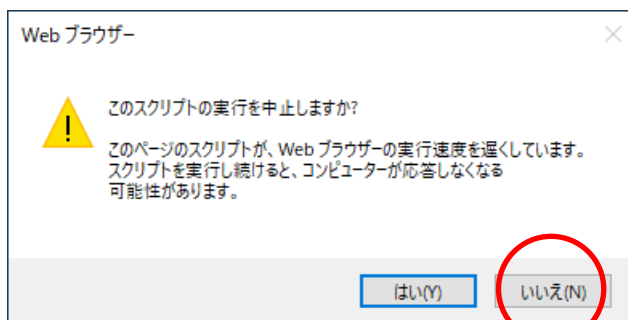 Web ブラウザー
このスクリプトの実行を中止しますか?
このページのスクリプトが、Web ブラウザーの実行速度を遅くしています。
スクリプトを実行し続けると、コンピューターが応答しなくなる
可能性があります。
はい(Y)
いいえ(N)